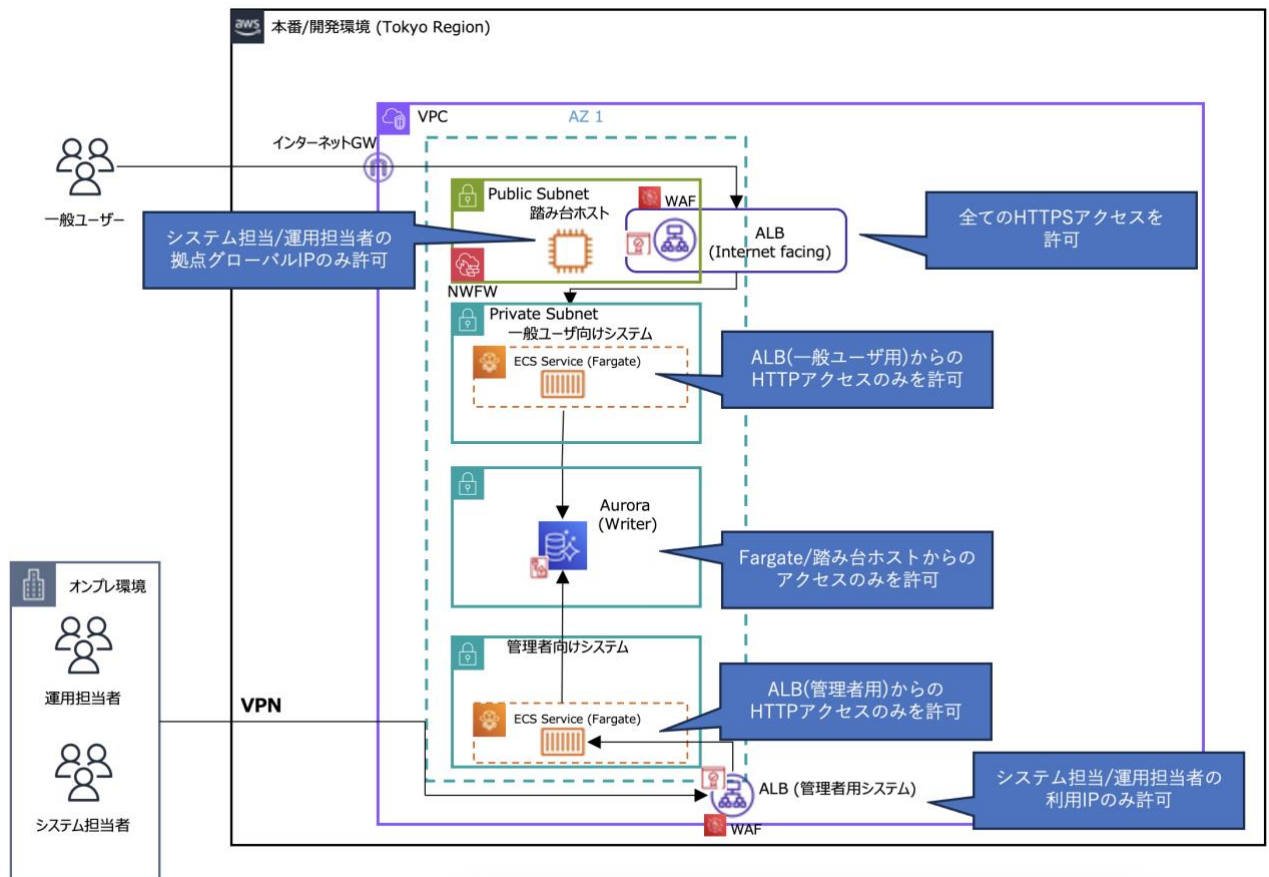 aws
本番/開発環境 (Tokyo Region)
VPC
AZ 1
インターネットGW
一般ユーザー
Public Subnet
踏み台ホスト
WAF
ALB
(Internet facing)
全てのHTTPSアクセスを
許可
システム担当/運用担当者の
拠点グローバルIPのみ許可
NWFW
Private Subnet
一般ユーザ向けシステム
ECS Service (Fargate)
ALB(一般ユーザ用)からの
HTTPアクセスのみを許可
Aurora
(Writer)
Fargate/踏み台ホストからの
アクセスのみを許可
オンプレ環境
運用担当者
システム担当者
VPN
管理者向けシステム
ECS Service (Fargate)
ALB(管理者用)からの
HTTPアクセスのみを許可
ALB (管理者用システム)
WAF
システム担当/運用担当者の
利用IPのみ許可